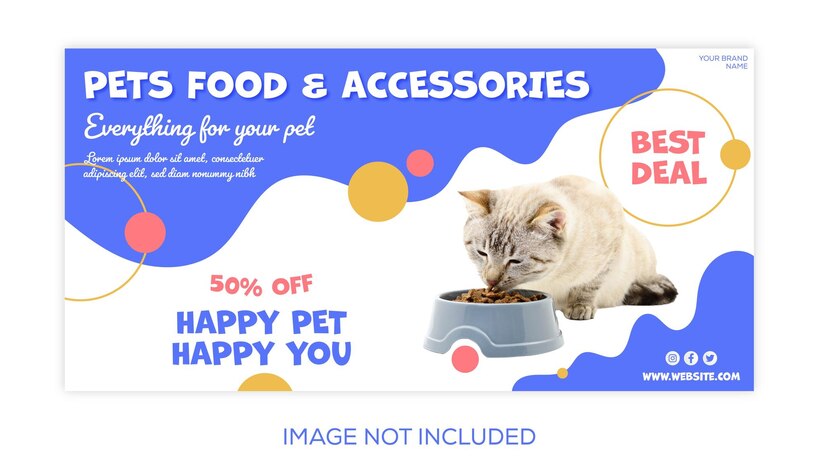 PETS FOOD & ACCESSORIES
Everything for your pet
Lorem ipsum dolor sit amet, consectetuer
adipiscing elit, sed diam nonummy nibh
YOUR BRAND
NAME
BEST
DEAL
50% OFF
HAPPY PET
HAPPY YOU
WWW.WEBSITE.COM
IMAGE NOT INCLUDED